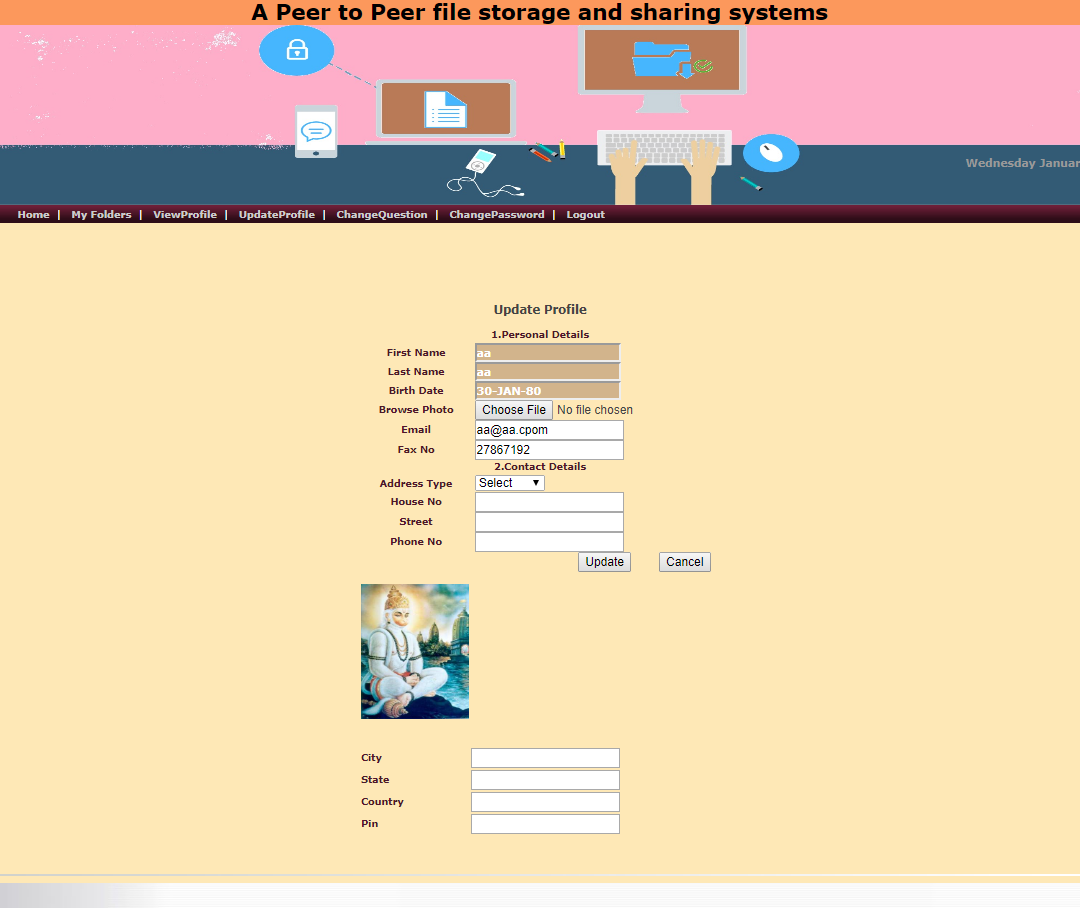 A Peer to Peer file storage and sharing systems
Wednesday Januar
Home | My Folders | ViewProfile | UpdateProfile | ChangeQuestion | ChangePassword | Logout
Update Profile
1.Personal Details
First Name aa
Last Name aa
Birth Date 30-JAN-80
Browse Photo Choose File No file chosen
Email aa@aa.cpom
Fax No 27867192
2.Contact Details
Address Type Select
House No
Street
Phone No
Update Cancel
City
State
Country
Pin